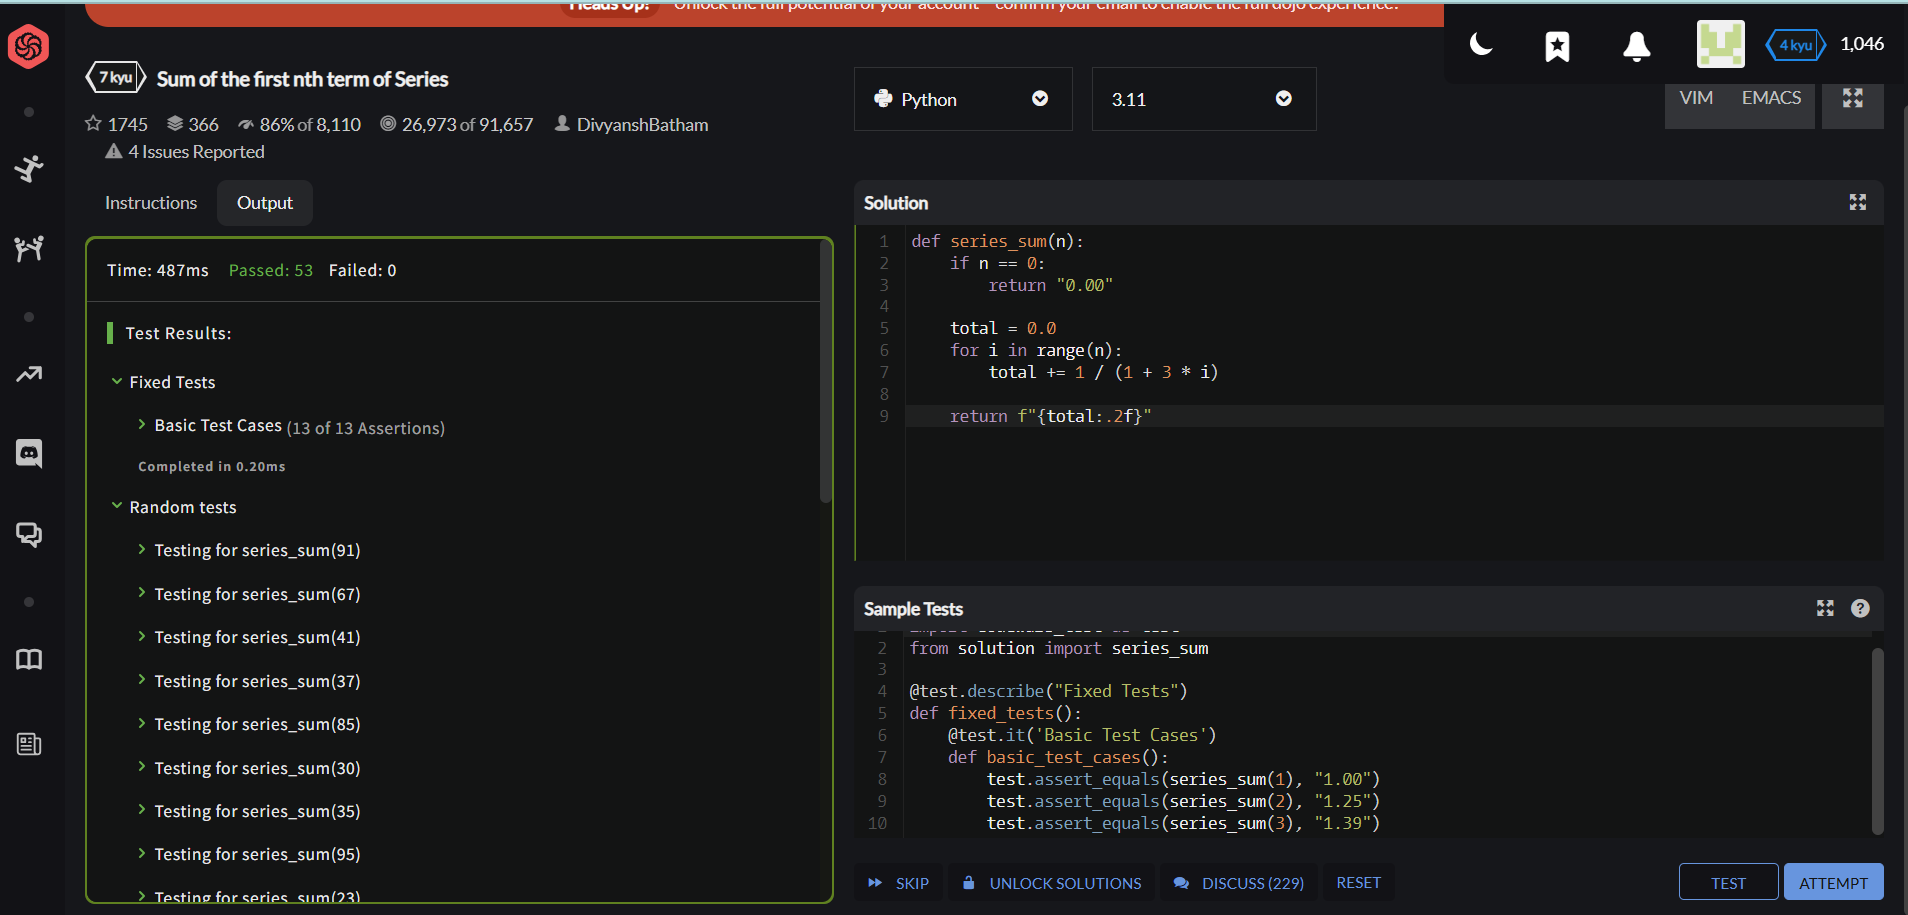 Heads Up! Unlock the full potential of your account - confirm your email to enable the full dojo experience!
4 kyu 1,046
7 kyu Sum of the first nth term of Series
1745 366 86% of 8,110 26,973 of 91,657 DivyanshBatham
4 Issues Reported
Python 3.11 VIM EMACS
Instructions Output
Time: 487ms Passed: 53 Failed: 0
Test Results:
Fixed Tests
Basic Test Cases (13 of 13 Assertions)
Completed in 0.20ms
Random tests
Testing for series_sum(91)
Testing for series_sum(67)
Testing for series_sum(41)
Testing for series_sum(37)
Testing for series_sum(85)
Testing for series_sum(30)
Testing for series_sum(35)
Testing for series_sum(95)
Testing for series_sum(23)
Solution
1 def series_sum(n):
2 if n == 0:
3 return "0.00"
4
5 total = 0.0
6 for i in range(n):
7 total += 1 / (1 + 3 * i)
8
9 return f"{total:.2f}"
Sample Tests
2 from solution import series_sum
3
4 @test.describe("Fixed Tests")
5 def fixed_tests():
6 @test.it('Basic Test Cases')
7 def basic_test_cases():
8 test.assert_equals(series_sum(1), "1.00")
9 test.assert_equals(series_sum(2), "1.25")
10 test.assert_equals(series_sum(3), "1.39")
SKIP UNLOCK SOLUTIONS DISCUSS (229) RESET TEST ATTEMPT